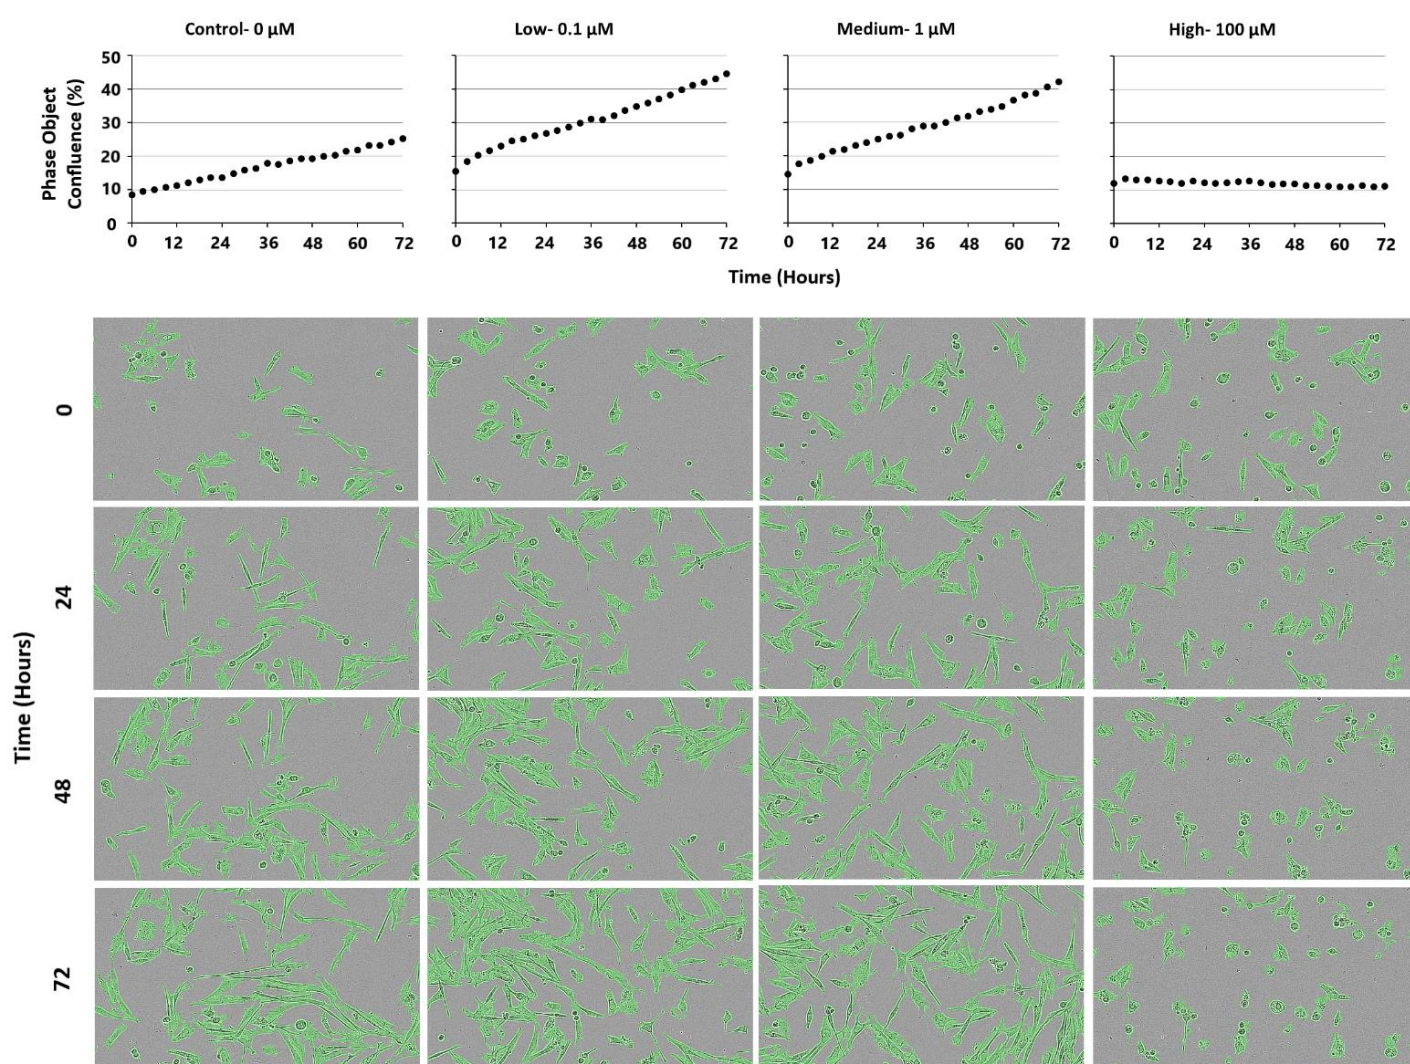 Control- 0 µM
Low- 0.1 µM
Medium- 1 µM
High- 100 µM
Phase Object
Confluence (%)
50
40
30
20
10
0
0 12 24 36 48 60 72
0 12 24 36 48 60 72
0 12 24 36 48 60 72
0 12 24 36 48 60 72
Time (Hours)
Time (Hours)
0
24
48
72